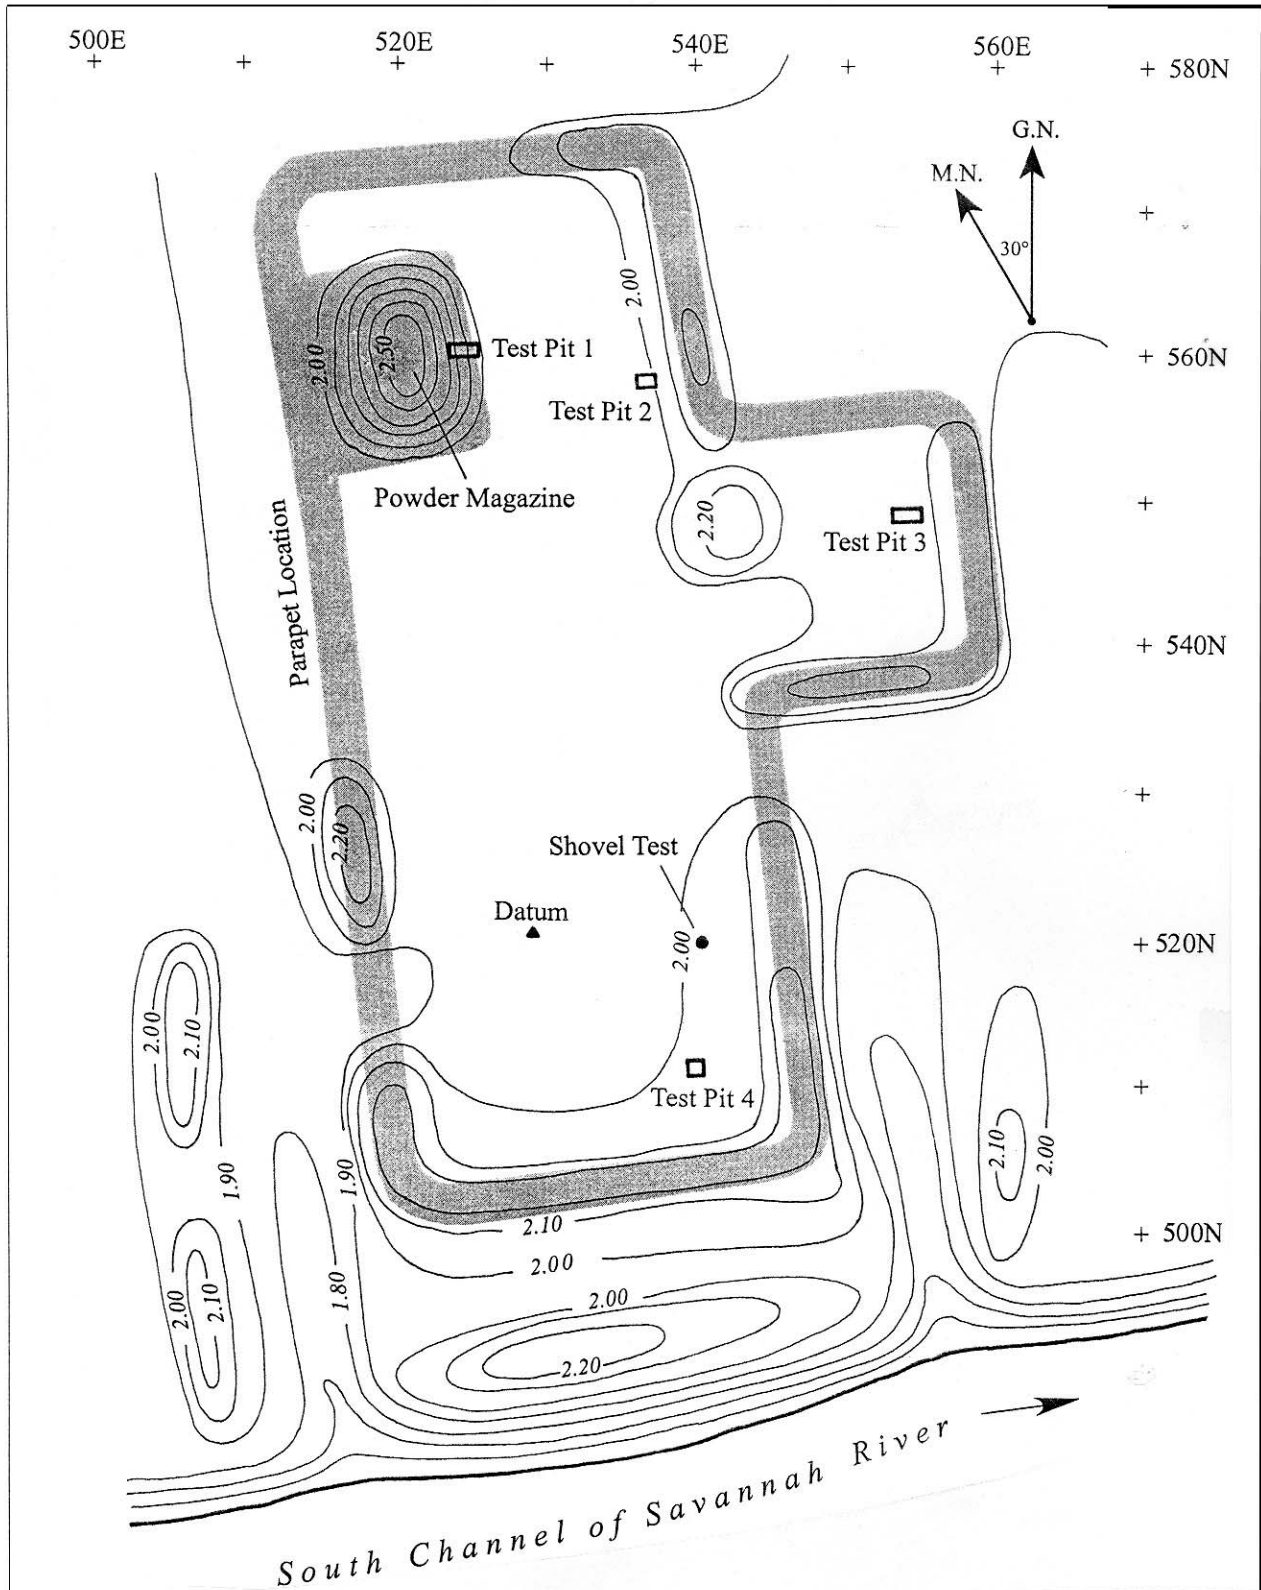 500E
520E
540E
560E
+ 580N
G.N.
M.N.
30°
2.00
+ 560N
2.00
2.50
Test Pit 1
Test Pit 2
Powder Magazine
2.20
Test Pit 3
Parapet Location
+ 540N
2.00
2.20
Shovel Test
Datum
2.00
+ 520N
2.00
2.10
Test Pit 4
2.10
2.00
1.90
1.90
2.10
+ 500N
2.00
2.00
2.10
1.80
2.00
2.20
South Channel of Savannah River